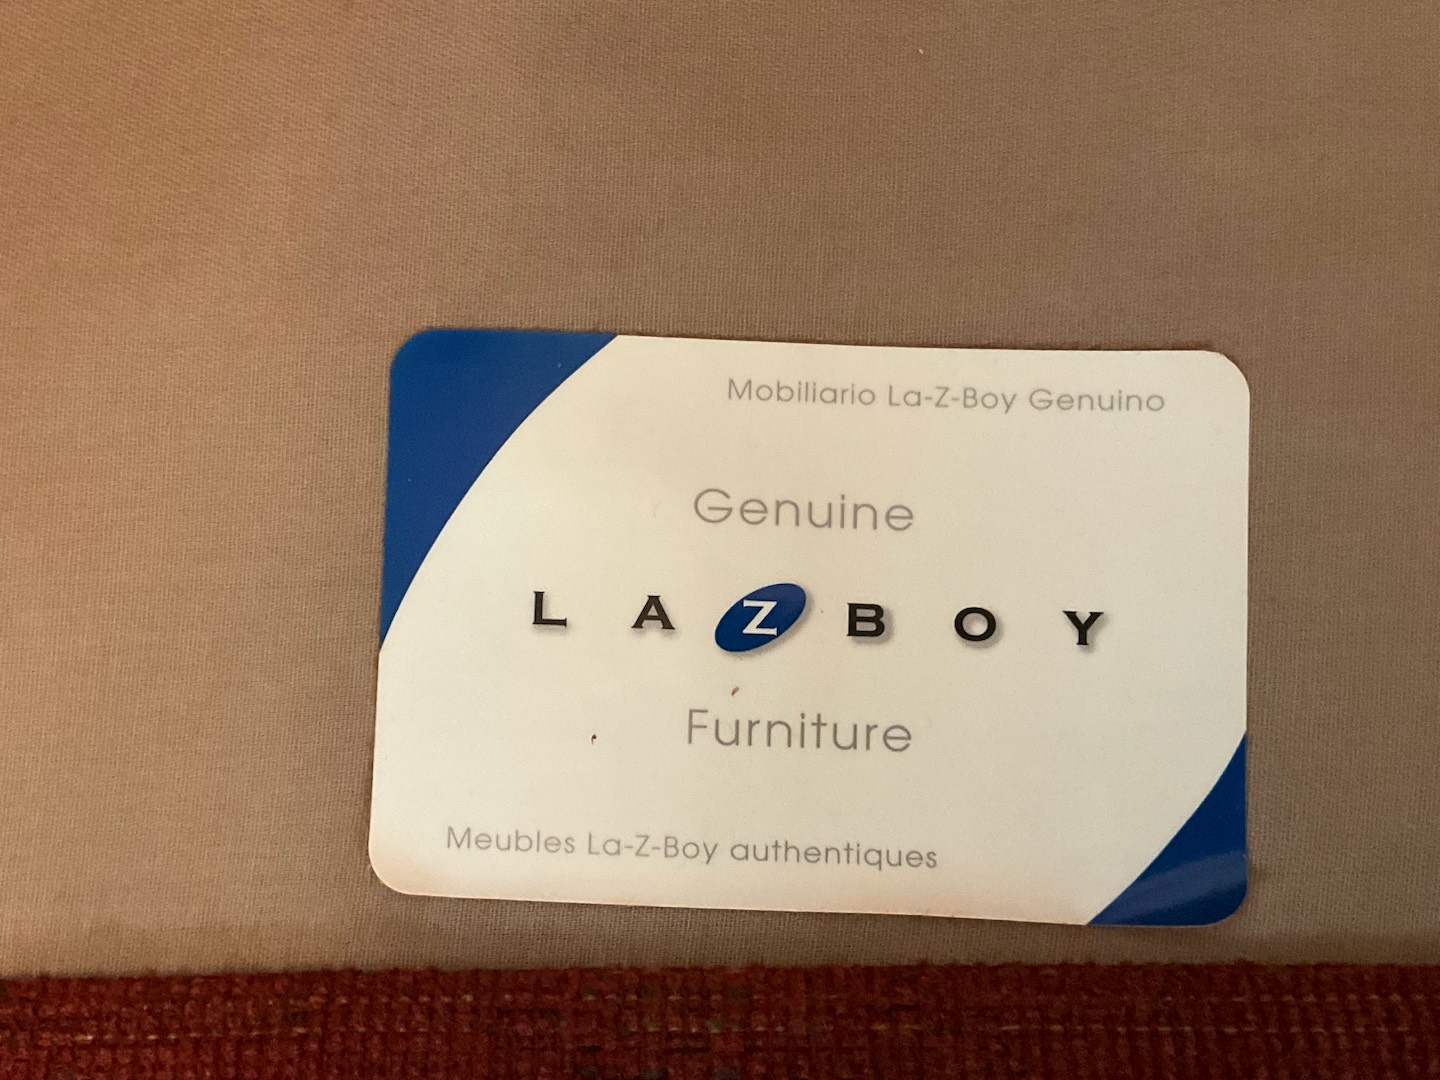 Mobiliario La-Z-Boy Genuino
Genuine
LAZBOY
Furniture
Meubles La-Z-Boy authentiques